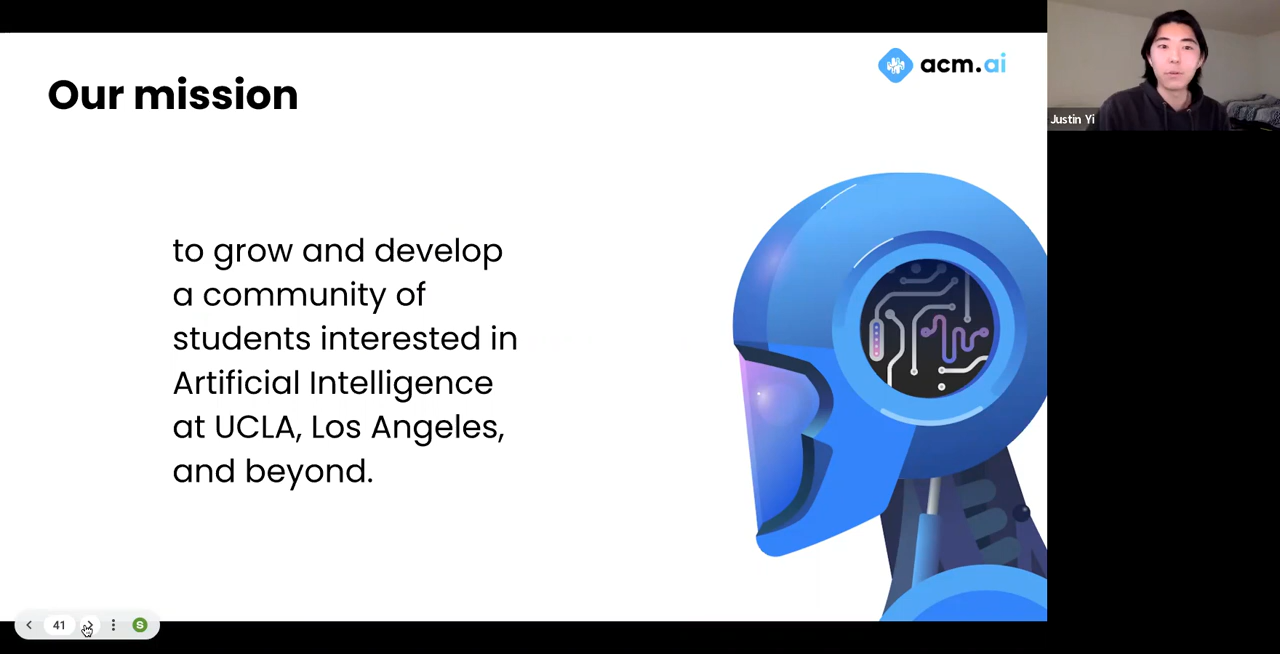 acm.ai
Our mission
to grow and develop
a community of
students interested in
Artificial Intelligence
at UCLA, Los Angeles,
and beyond.
Justin Yi
41
S